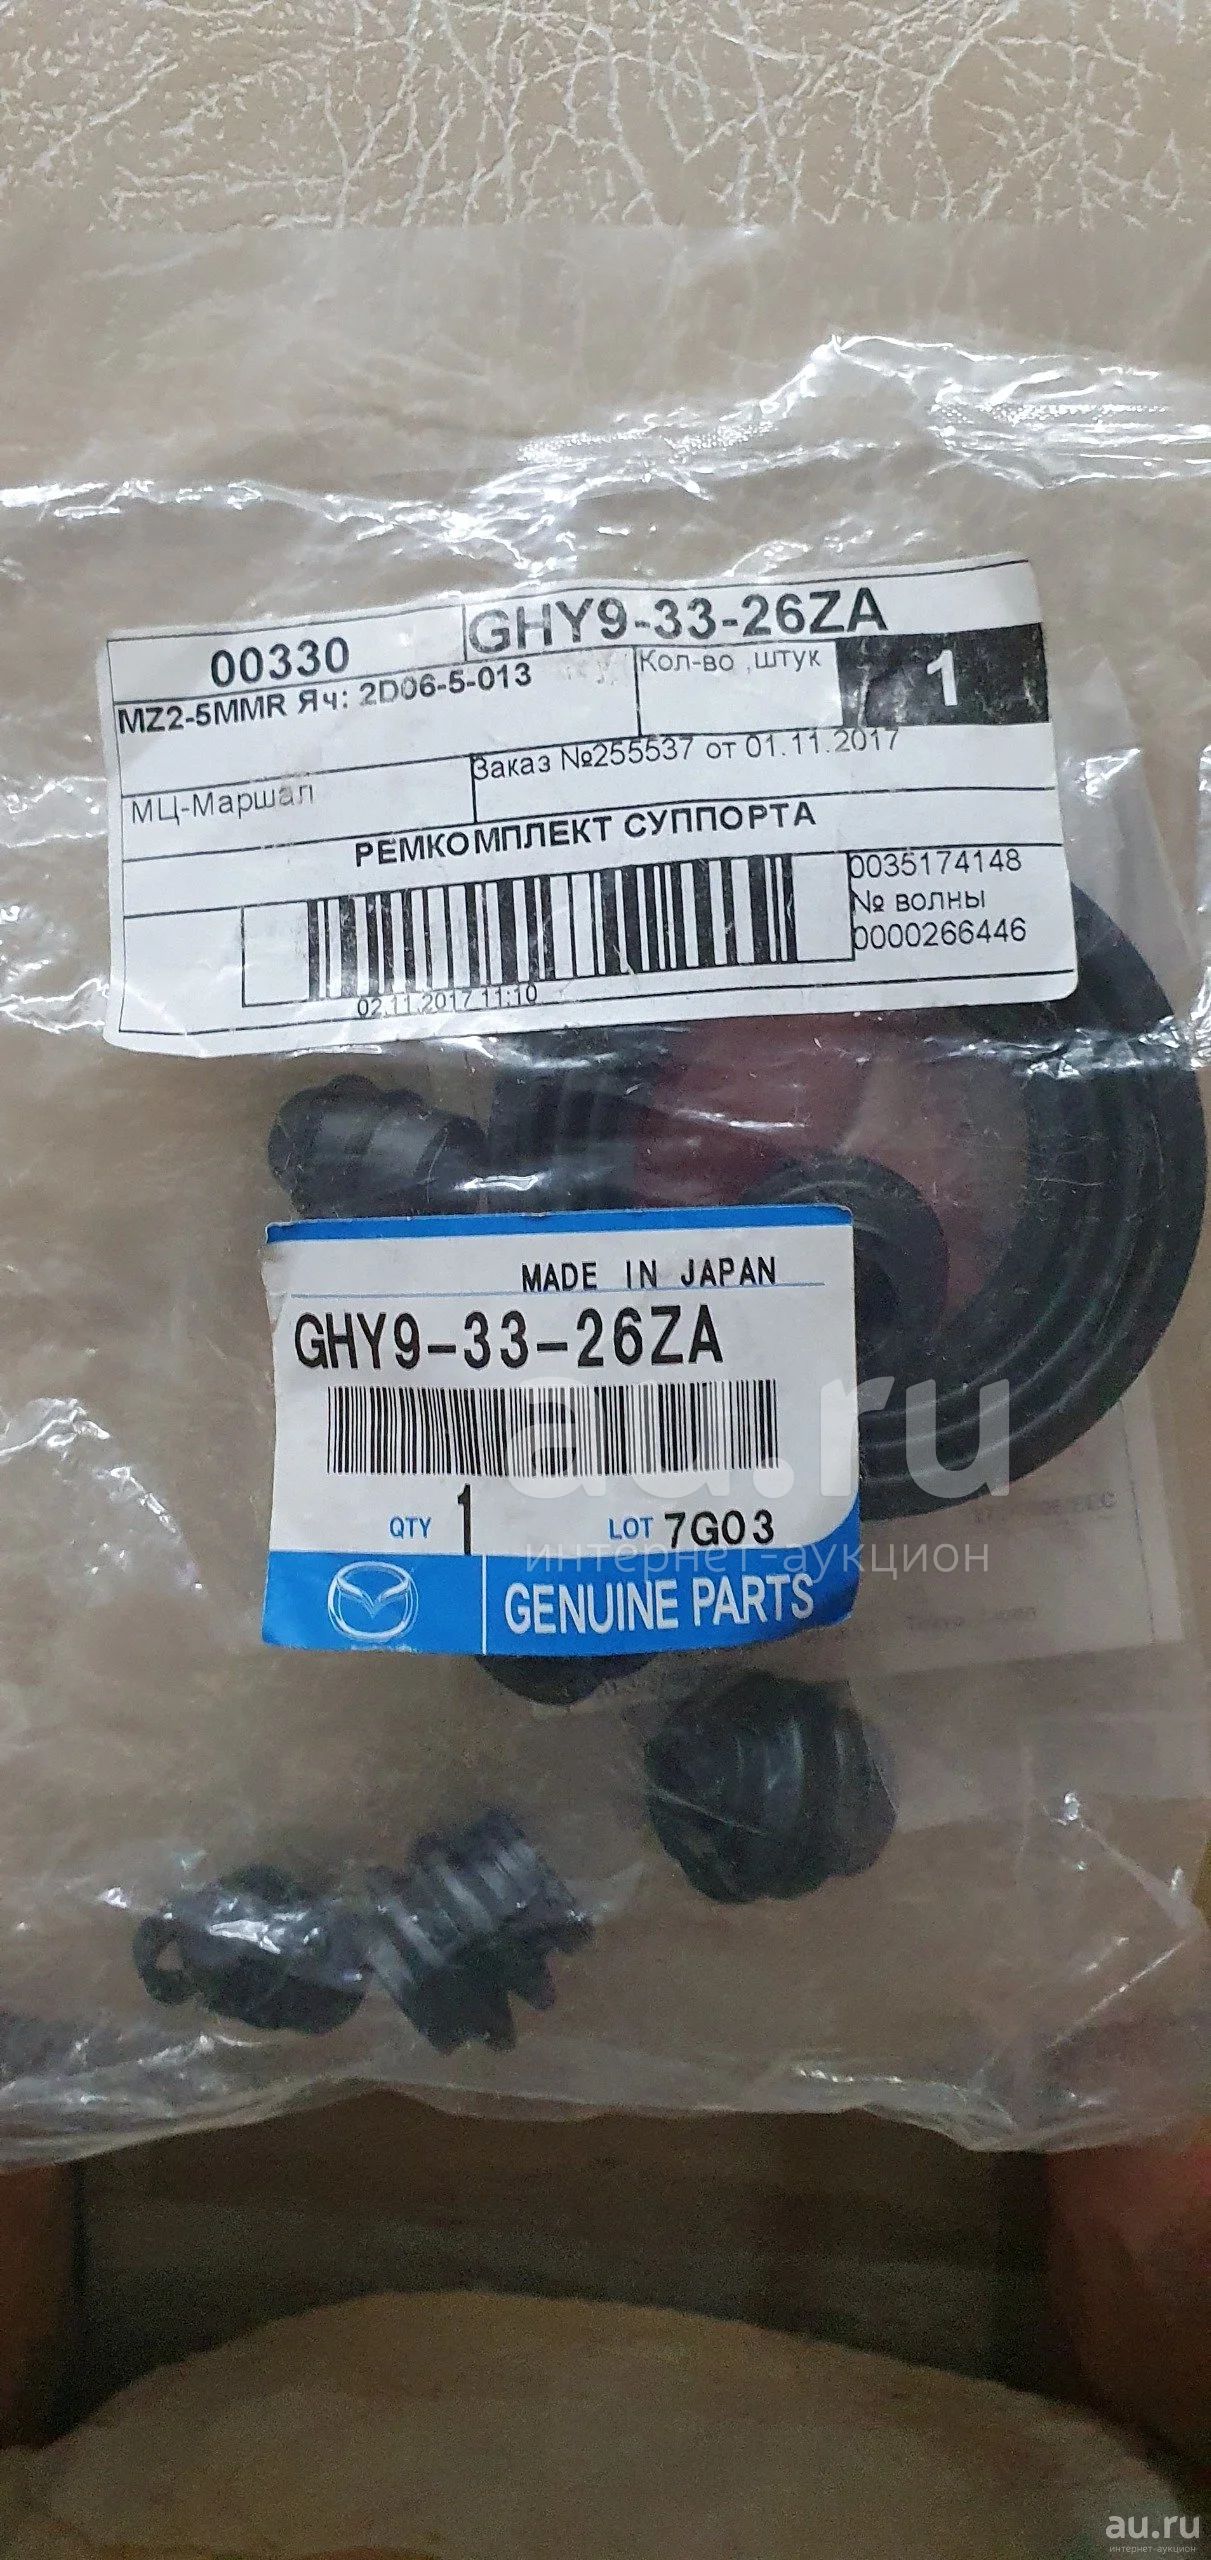 00330
GHY9-33-26ZA
MZ2-5MMR Яч: 2D06-5-013
Кол-во ,штук
1
МЦ-Маршал
Заказ №255537 от 01.11.2017
РЕМКОМПЛЕКТ СУППОРТА
0035174148
№ волны
0000266446
02.11.2017 11:10
MADE IN JAPAN
GHY9-33-26ZA
QTY 1
LOT 7G03
GENUINE PARTS
au.ru
интернет-аукцион
au.ru
интернет-аукцион